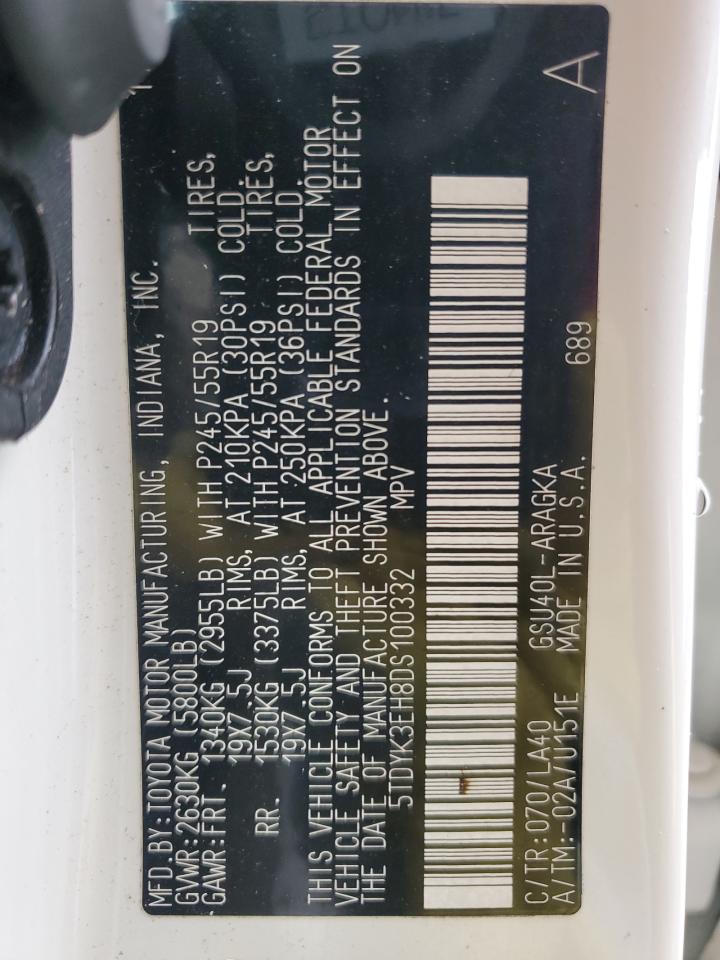 MFD.BY:TOYOTA MOTOR MANUFACTURING, INDIANA, INC.
GVWR:2630KG (5800LB)
GAWR:FRT. 1340KG (2955LB) WITH P245/55R19 TIRES,
19X7.5J RIMS, AT 210KPA (30PSI) COLD.
RR. 1530KG (3375LB) WITH P245/55R19 TIRES,
19X7.5J RIMS, AT 250KPA (36PSI) COLD.
THIS VEHICLE CONFORMS TO ALL APPLICABLE FEDERAL MOTOR
VEHICLE SAFETY AND THEFT PREVENTION STANDARDS IN EFFECT ON
THE DATE OF MANUFACTURE SHOWN ABOVE.
5TDYK3EH8DS100332 MPV
C/TR:070/LA40 GSU40L-ARAGKA 689 A
A/TM:-02A/U151E MADE IN U.S.A.